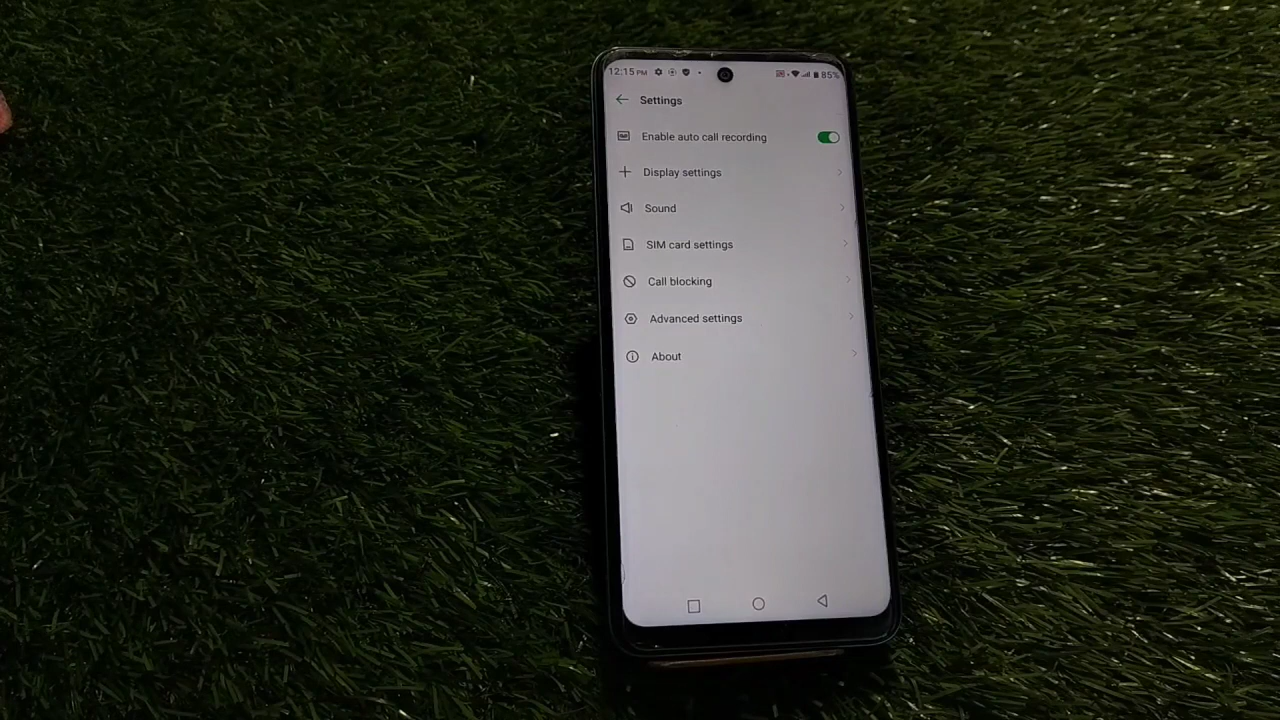 12:15 PM 85%
Settings
Enable auto call recording
Display settings
Sound
SIM card settings
Call blocking
Advanced settings
About